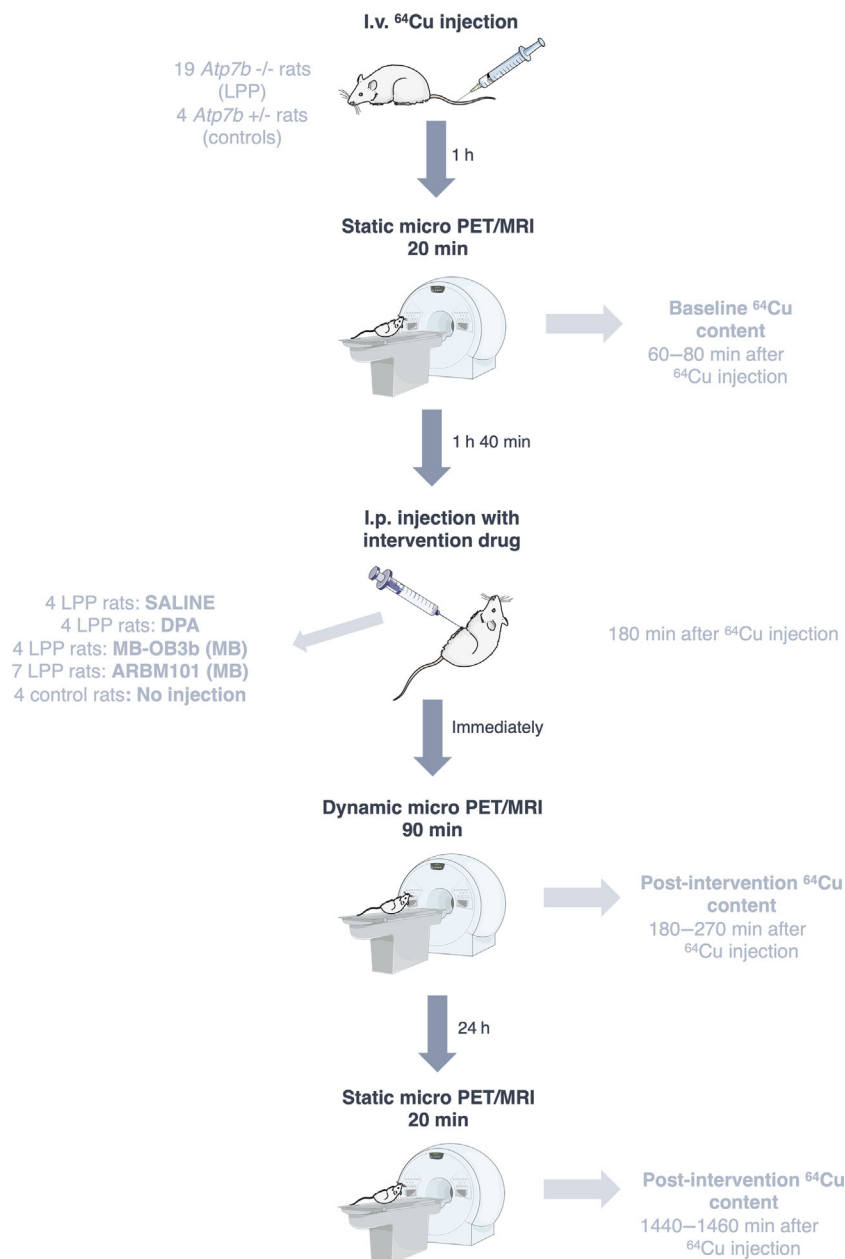 I.v. ⁶⁴Cu injection
19 Atp7b -/- rats
(LPP)
4 Atp7b +/- rats
(controls)
1 h
Static micro PET/MRI
20 min
Baseline ⁶⁴Cu
content
60–80 min after
⁶⁴Cu injection
1 h 40 min
I.p. injection with
intervention drug
4 LPP rats: SALINE
4 LPP rats: DPA
4 LPP rats: MB-OB3b (MB)
7 LPP rats: ARBM101 (MB)
4 control rats: No injection
180 min after ⁶⁴Cu injection
Immediately
Dynamic micro PET/MRI
90 min
Post-intervention ⁶⁴Cu
content
180–270 min after
⁶⁴Cu injection
24 h
Static micro PET/MRI
20 min
Post-intervention ⁶⁴Cu
content
1440–1460 min after
⁶⁴Cu injection